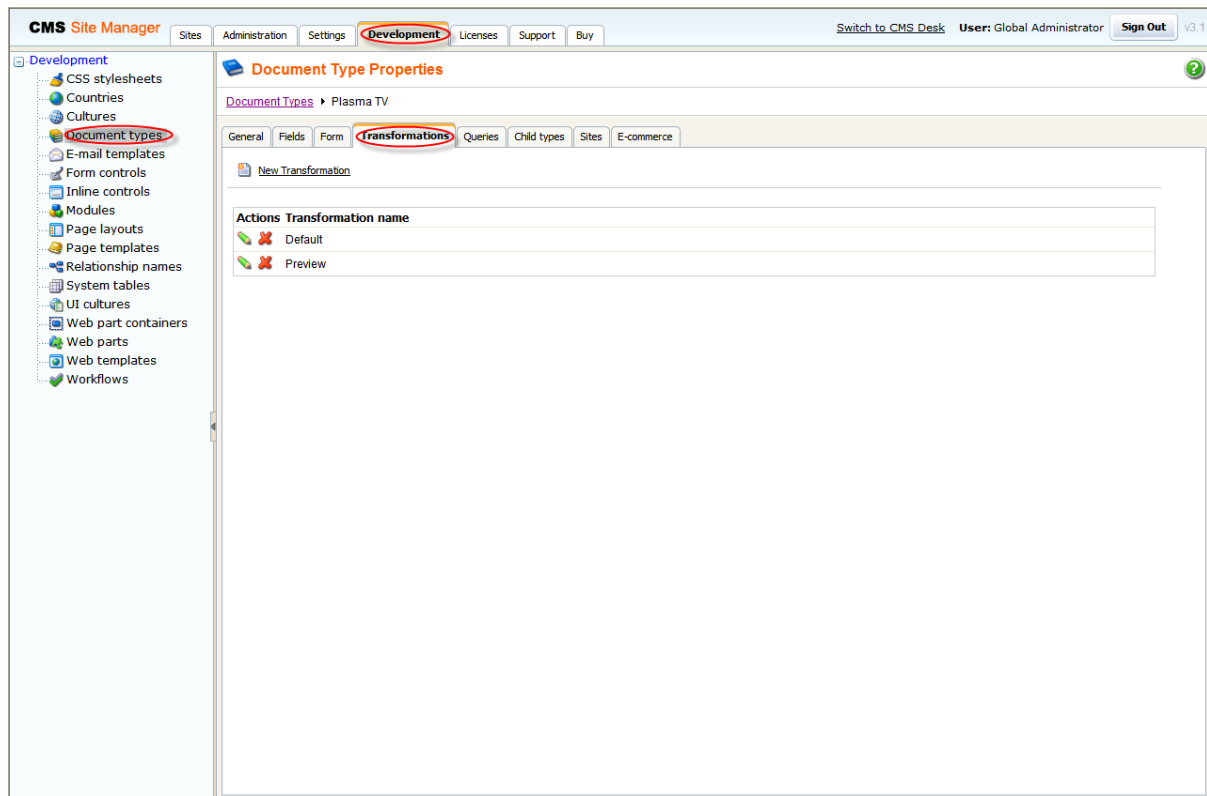 CMS Site Manager Sites Administration Settings Development Licenses Support Buy Switch to CMS Desk User: Global Administrator Sign Out v3.1
Development
CSS stylesheets
Countries
Cultures
Document types
E-mail templates
Form controls
Inline controls
Modules
Page layouts
Page templates
Relationship names
System tables
UI cultures
Web part containers
Web parts
Web templates
Workflows
Document Type Properties
Document Types Plasma TV
General Fields Form Transformations Queries Child types Sites E-commerce
New Transformation
Actions Transformation name
Default
Preview